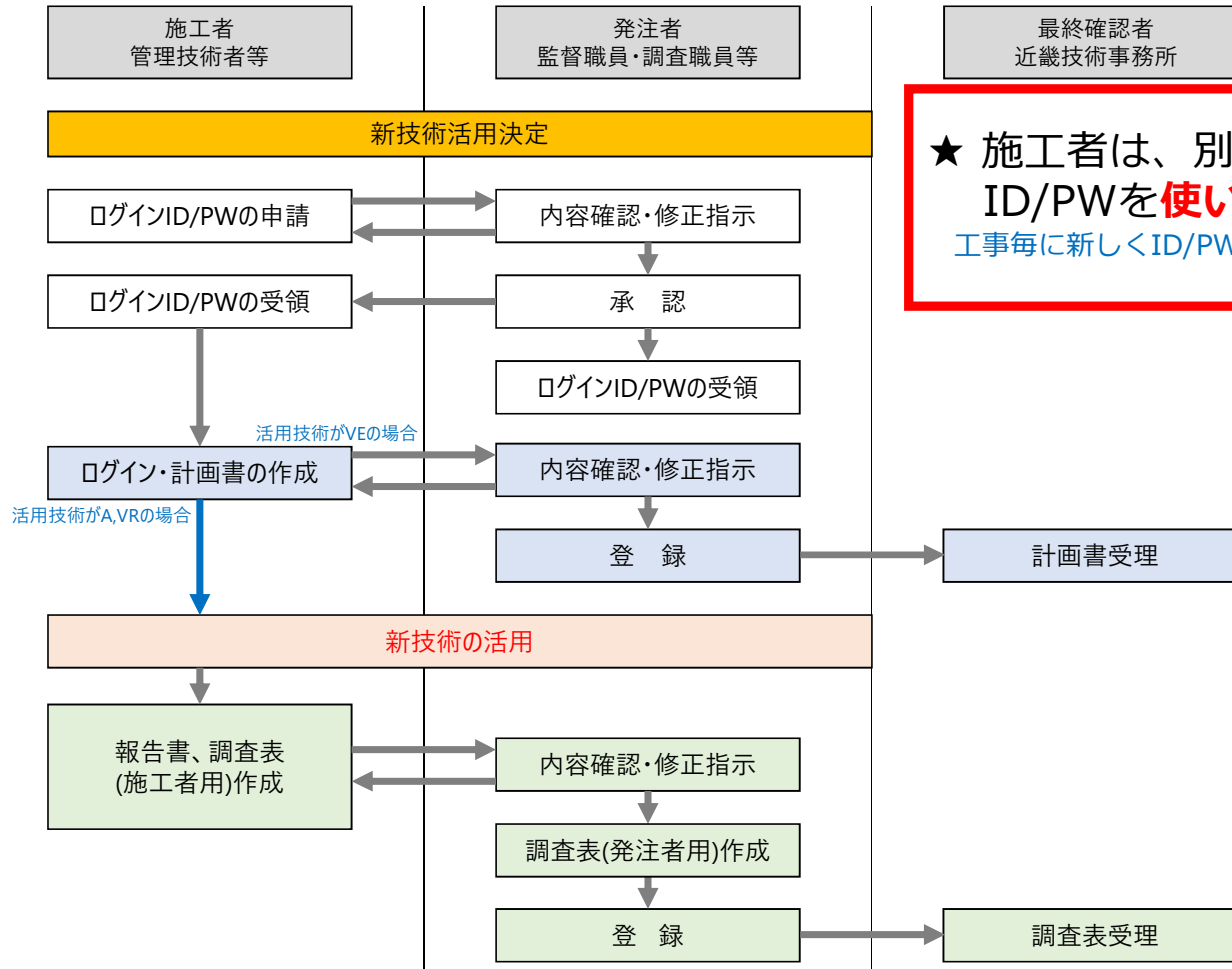 施工者
管理技術者等
発注者
監督職員・調査職員等
最終確認者
近畿技術事務所
新技術活用決定
★ 施工者は、別
ID/PWを使い
工事毎に新しくID/PW
ログインID/PWの申請
内容確認・修正指示
ログインID/PWの受領
承　認
ログインID/PWの受領
活用技術がVEの場合
ログイン・計画書の作成
内容確認・修正指示
活用技術がA,VRの場合
登　録
計画書受理
新技術の活用
報告書、調査表
(施工者用)作成
内容確認・修正指示
調査表(発注者用)作成
登　録
調査表受理